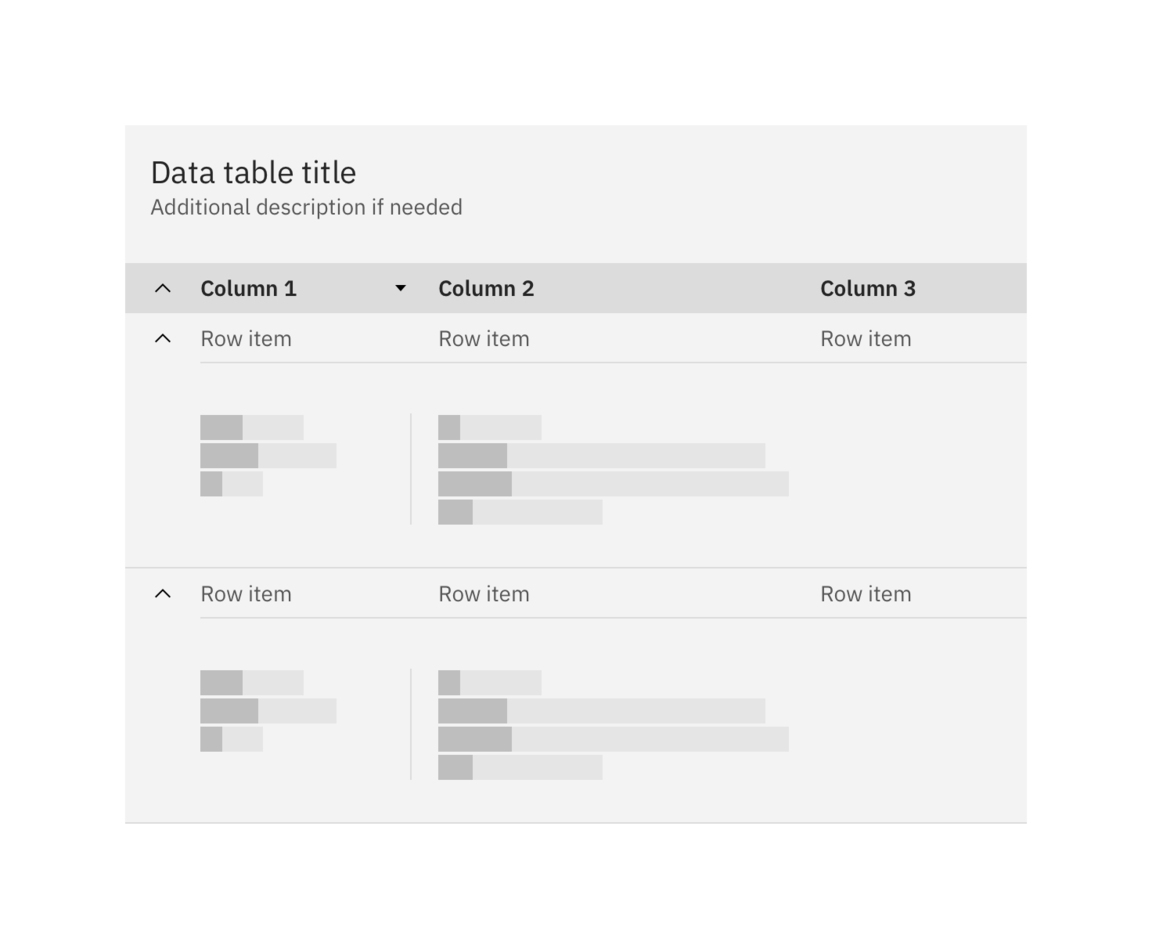 Data table title
Additional description if needed
Column 1 Column 2 Column 3
Row item Row item Row item
Row item Row item Row item